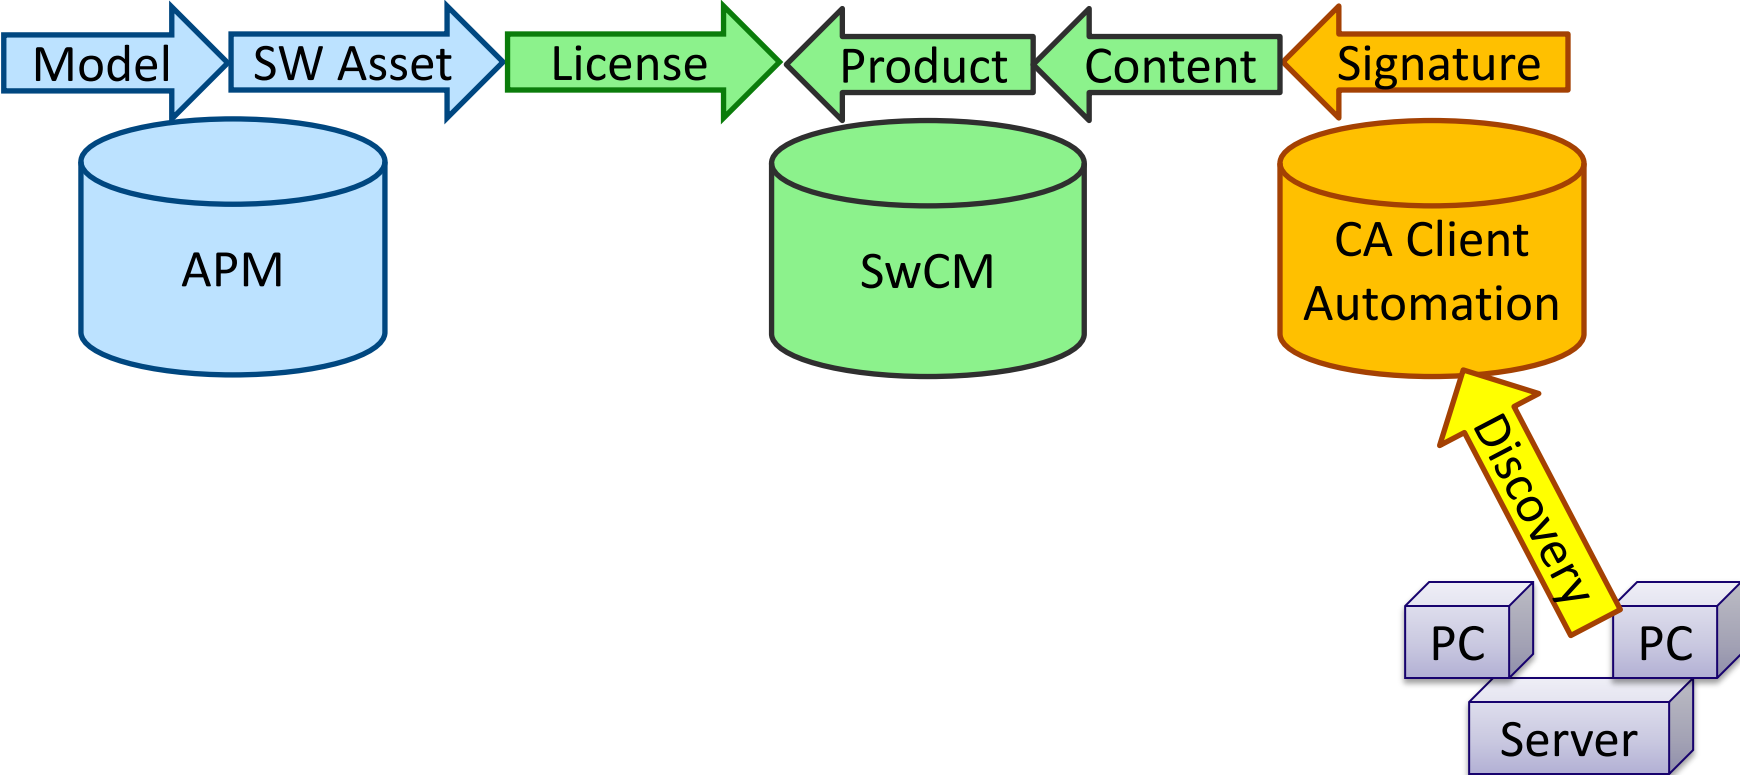 Model
SW Asset
License
Product
Content
Signature
APM
SwCM
CA Client
Automation
Discovery
PC
PC
Server